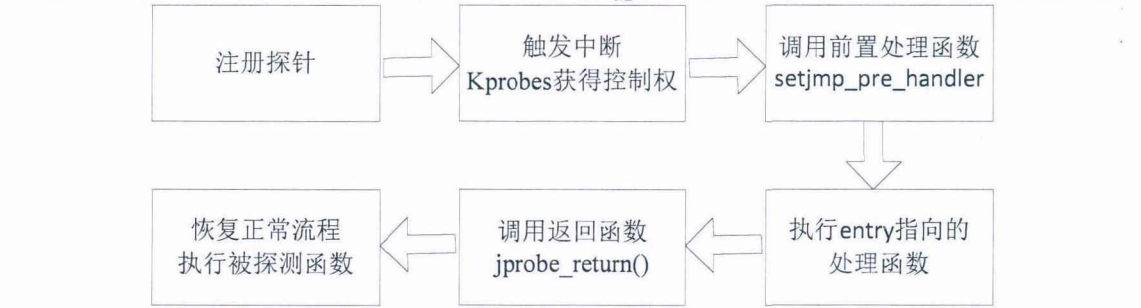 注册探针
触发中断
Kprobes获得控制权
调用前置处理函数
setjmp_pre_handler
执行entry指向的
处理函数
调用返回函数
jprobe_return()
恢复正常流程
执行被探测函数